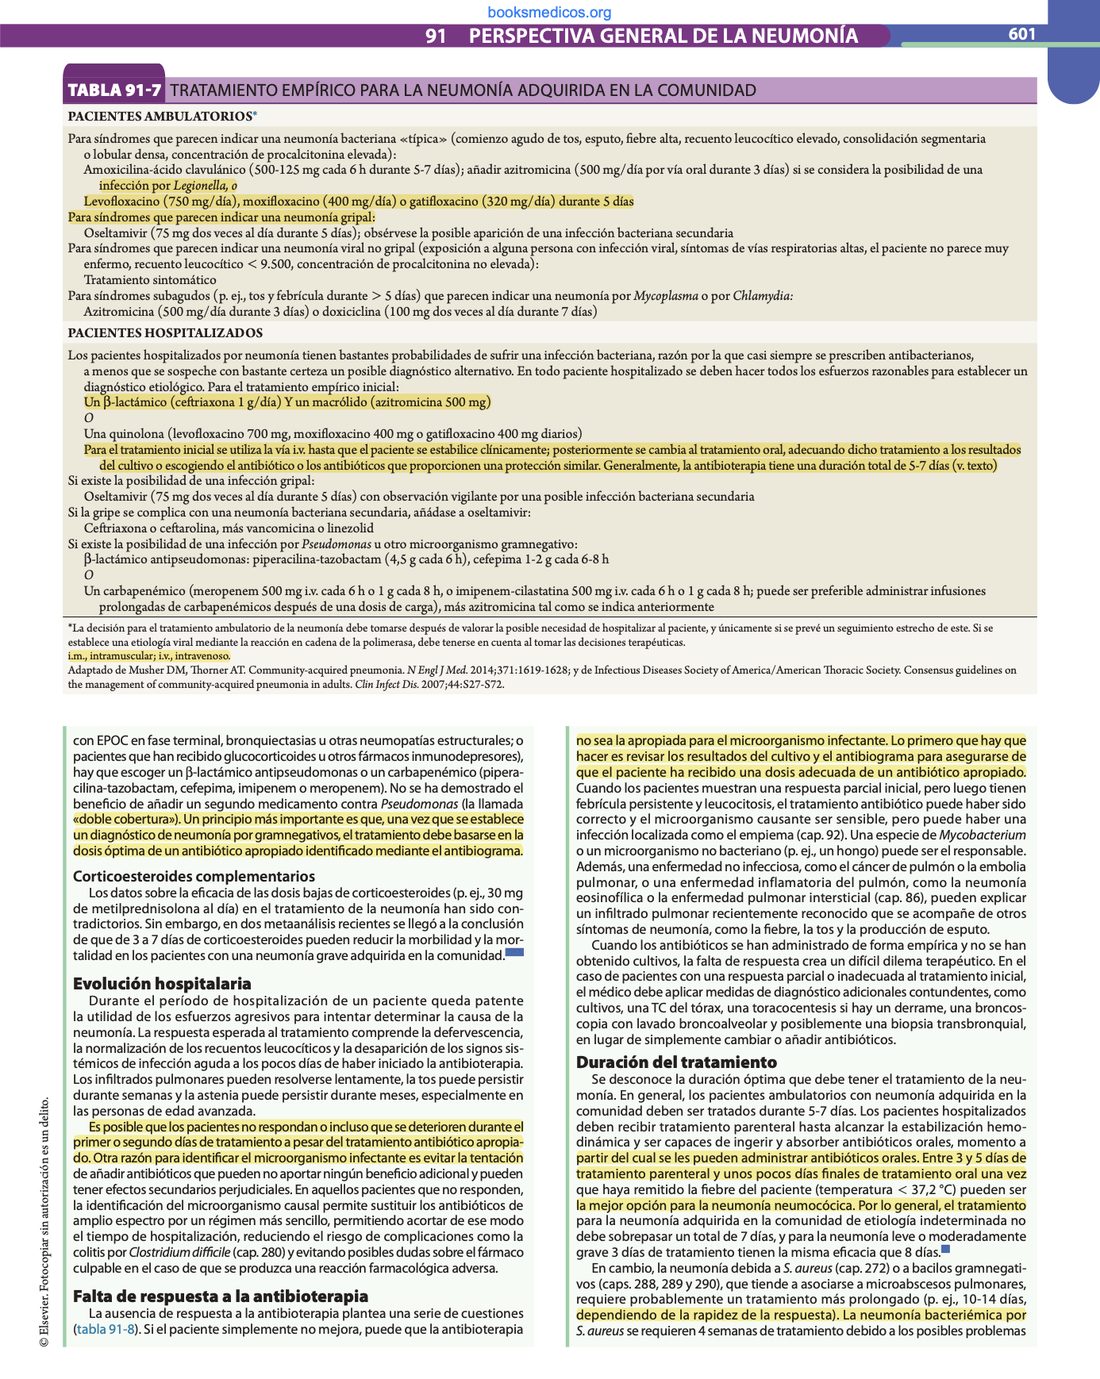 booksmedicos.org
91 PERSPECTIVA GENERAL DE LA NEUMONÍA
601
TABLA 91-7 TRATAMIENTO EMPÍRICO PARA LA NEUMONÍA ADQUIRIDA EN LA COMUNIDAD
PACIENTES AMBULATORIOS*
Para síndromes que parecen indicar una neumonía bacteriana «típica» (comienzo agudo de tos, esputo, fiebre alta, recuento leucocítico elevado, consolidación segmentaria
o lobular densa, concentración de procalcitonina elevada):
Amoxicilina-ácido clavulánico (500-125 mg cada 6 h durante 5-7 días); añadir azitromicina (500 mg/día por vía oral durante 3 días) si se considera la posibilidad de una
infección por Legionella, o
Levofloxacino (750 mg/día), moxifloxacino (400 mg/día) o gatifloxacino (320 mg/día) durante 5 días
Para síndromes que parecen indicar una neumonía gripal:
Oseltamivir (75 mg dos veces al día durante 5 días); obsérvese la posible aparición de una infección bacteriana secundaria
Para síndromes que parecen indicar una neumonía viral no gripal (exposición a alguna persona con infección viral, síntomas de vías respiratorias altas, el paciente no parece muy
enfermo, recuento leucocítico < 9.500, concentración de procalcitonina no elevada):
Tratamiento sintomático
Para síndromes subagudos (p. ej., tos y febrícula durante > 5 días) que parecen indicar una neumonía por Mycoplasma o por Chlamydia:
Azitromicina (500 mg/día durante 3 días) o doxiciclina (100 mg dos veces al día durante 7 días)
PACIENTES HOSPITALIZADOS
Los pacientes hospitalizados por neumonía tienen bastantes probabilidades de sufrir una infección bacteriana, razón por la que casi siempre se prescriben antibacterianos,
a menos que se sospeche con bastante certeza un posible diagnóstico alternativo. En todo paciente hospitalizado se deben hacer todos los esfuerzos razonables para establecer un
diagnóstico etiológico. Para el tratamiento empírico inicial:
Un β-lactámico (ceftriaxona 1 g/día) Y un macrólido (azitromicina 500 mg)
O
Una quinolona (levofloxacino 700 mg, moxifloxacino 400 mg o gatifloxacino 400 mg diarios)
Para el tratamiento inicial se utiliza la vía i.v. hasta que el paciente se estabilice clínicamente; posteriormente se cambia al tratamiento oral, adecuando dicho tratamiento a los resultados
del cultivo o escogiendo el antibiótico o los antibióticos que proporcionen una protección similar. Generalmente, la antibioterapia tiene una duración total de 5-7 días (v. texto)
Si existe la posibilidad de una infección gripal:
Oseltamivir (75 mg dos veces al día durante 5 días) con observación vigilante por una posible infección bacteriana secundaria
Si la gripe se complica con una neumonía bacteriana secundaria, añádase a oseltamivir:
Ceftriaxona o ceftarolina, más vancomicina o linezolid
Si existe la posibilidad de una infección por Pseudomonas u otro microorganismo gramnegativo:
β-lactámico antipseudomonas: piperacilina-tazobactam (4,5 g cada 6 h), cefepima 1-2 g cada 6-8 h
O
Un carbapenémico (meropenem 500 mg i.v. cada 6 h o 1 g cada 8 h, o imipenem-cilastatina 500 mg i.v. cada 6 h o 1 g cada 8 h; puede ser preferible administrar infusiones
prolongadas de carbapenémicos después de una dosis de carga), más azitromicina tal como se indica anteriormente
*La decisión para el tratamiento ambulatorio de la neumonía debe tomarse después de valorar la posible necesidad de hospitalizar al paciente, y únicamente si se prevé un seguimiento estrecho de este. Si se
establece una etiología viral mediante la reacción en cadena de la polimerasa, debe tenerse en cuenta al tomar las decisiones terapéuticas.
i.m., intramuscular; i.v., intravenoso.
Adaptado de Musher DM, Thorner AT. Community-acquired pneumonia. N Engl J Med. 2014;371:1619-1628; y de Infectious Diseases Society of America/American Thoracic Society. Consensus guidelines on
the management of community-acquired pneumonia in adults. Clin Infect Dis. 2007;44:S27-S72.
con EPOC en fase terminal, bronquiectasias u otras neumopatías estructurales; o
pacientes que han recibido glucocorticoides u otros fármacos inmunodepresores),
hay que escoger un β-lactámico antipseudomonas o un carbapenémico (pipera-
cilina-tazobactam, cefepima, imipenem o meropenem). No se ha demostrado el
beneficio de añadir un segundo medicamento contra Pseudomonas (la llamada
«doble cobertura»). Un principio más importante es que, una vez que se establece
un diagnóstico de neumonía por gramnegativos, el tratamiento debe basarse en la
dosis óptima de un antibiótico apropiado identificado mediante el antibiograma.
Corticoesteroides complementarios
Los datos sobre la eficacia de las dosis bajas de corticoesteroides (p. ej., 30 mg
de metilprednisolona al día) en el tratamiento de la neumonía han sido con-
tradictorios. Sin embargo, en dos metaanálisis recientes se llegó a la conclusión
de que de 3 a 7 días de corticoesteroides pueden reducir la morbilidad y la mor-
talidad en los pacientes con una neumonía grave adquirida en la comunidad.
Evolución hospitalaria
Durante el período de hospitalización de un paciente queda patente
la utilidad de los esfuerzos agresivos para intentar determinar la causa de la
neumonía. La respuesta esperada al tratamiento comprende la defervescencia,
la normalización de los recuentos leucocíticos y la desaparición de los signos sis-
témicos de infección aguda a los pocos días de haber iniciado la antibioterapia.
Los infiltrados pulmonares pueden resolverse lentamente, la tos puede persistir
durante semanas y la astenia puede persistir durante meses, especialmente en
las personas de edad avanzada.
Es posible que los pacientes no respondan o incluso que se deterioren durante el
primer o segundo días de tratamiento a pesar del tratamiento antibiótico apropia-
do. Otra razón para identificar el microorganismo infectante es evitar la tentación
de añadir antibióticos que pueden no aportar ningún beneficio adicional y pueden
tener efectos secundarios perjudiciales. En aquellos pacientes que no responden,
la identificación del microorganismo causal permite sustituir los antibióticos de
amplio espectro por un régimen más sencillo, permitiendo acortar de ese modo
el tiempo de hospitalización, reduciendo el riesgo de complicaciones como la
colitis por Clostridium difficile (cap. 280) y evitando posibles dudas sobre el fármaco
culpable en el caso de que se produzca una reacción farmacológica adversa.
Falta de respuesta a la antibioterapia
La ausencia de respuesta a la antibioterapia plantea una serie de cuestiones
(tabla 91-8). Si el paciente simplemente no mejora, puede que la antibioterapia
no sea la apropiada para el microorganismo infectante. Lo primero que hay que
hacer es revisar los resultados del cultivo y el antibiograma para asegurarse de
que el paciente ha recibido una dosis adecuada de un antibiótico apropiado.
Cuando los pacientes muestran una respuesta parcial inicial, pero luego tienen
febrícula persistente y leucocitosis, el tratamiento antibiótico puede haber sido
correcto y el microorganismo causante ser sensible, pero puede haber una
infección localizada como el empiema (cap. 92). Una especie de Mycobacterium
o un microorganismo no bacteriano (p. ej., un hongo) puede ser el responsable.
Además, una enfermedad no infecciosa, como el cáncer de pulmón o la embolia
pulmonar, o una enfermedad inflamatoria del pulmón, como la neumonía
eosinofílica o la enfermedad pulmonar intersticial (cap. 86), pueden explicar
un infiltrado pulmonar recientemente reconocido que se acompañe de otros
síntomas de neumonía, como la fiebre, la tos y la producción de esputo.
Cuando los antibióticos se han administrado de forma empírica y no se han
obtenido cultivos, la falta de respuesta crea un difícil dilema terapéutico. En el
caso de pacientes con una respuesta parcial o inadecuada al tratamiento inicial,
el médico debe aplicar medidas de diagnóstico adicionales contundentes, como
cultivos, una TC del tórax, una toracocentesis si hay un derrame, una broncos-
copia con lavado broncoalveolar y posiblemente una biopsia transbronquial,
en lugar de simplemente cambiar o añadir antibióticos.
Duración del tratamiento
Se desconoce la duración óptima que debe tener el tratamiento de la neu-
monía. En general, los pacientes ambulatorios con neumonía adquirida en la
comunidad deben ser tratados durante 5-7 días. Los pacientes hospitalizados
deben recibir tratamiento parenteral hasta alcanzar la estabilización hemo-
dinámica y ser capaces de ingerir y absorber antibióticos orales, momento a
partir del cual se les pueden administrar antibióticos orales. Entre 3 y 5 días de
tratamiento parenteral y unos pocos días finales de tratamiento oral una vez
que haya remitido la fiebre del paciente (temperatura < 37,2 °C) pueden ser
la mejor opción para la neumonía neumocócica. Por lo general, el tratamiento
para la neumonía adquirida en la comunidad de etiología indeterminada no
debe sobrepasar un total de 7 días, y para la neumonía leve o moderadamente
grave 3 días de tratamiento tienen la misma eficacia que 8 días.
En cambio, la neumonía debida a S. aureus (cap. 272) o a bacilos gramnegati-
vos (caps. 288, 289 y 290), que tiende a asociarse a microabscesos pulmonares,
requiere probablemente un tratamiento más prolongado (p. ej., 10-14 días,
dependiendo de la rapidez de la respuesta). La neumonía bacteriémica por
S. aureus se requieren 4 semanas de tratamiento debido a los posibles problemas
© Elsevier. Fotocopiar sin autorización es un delito.